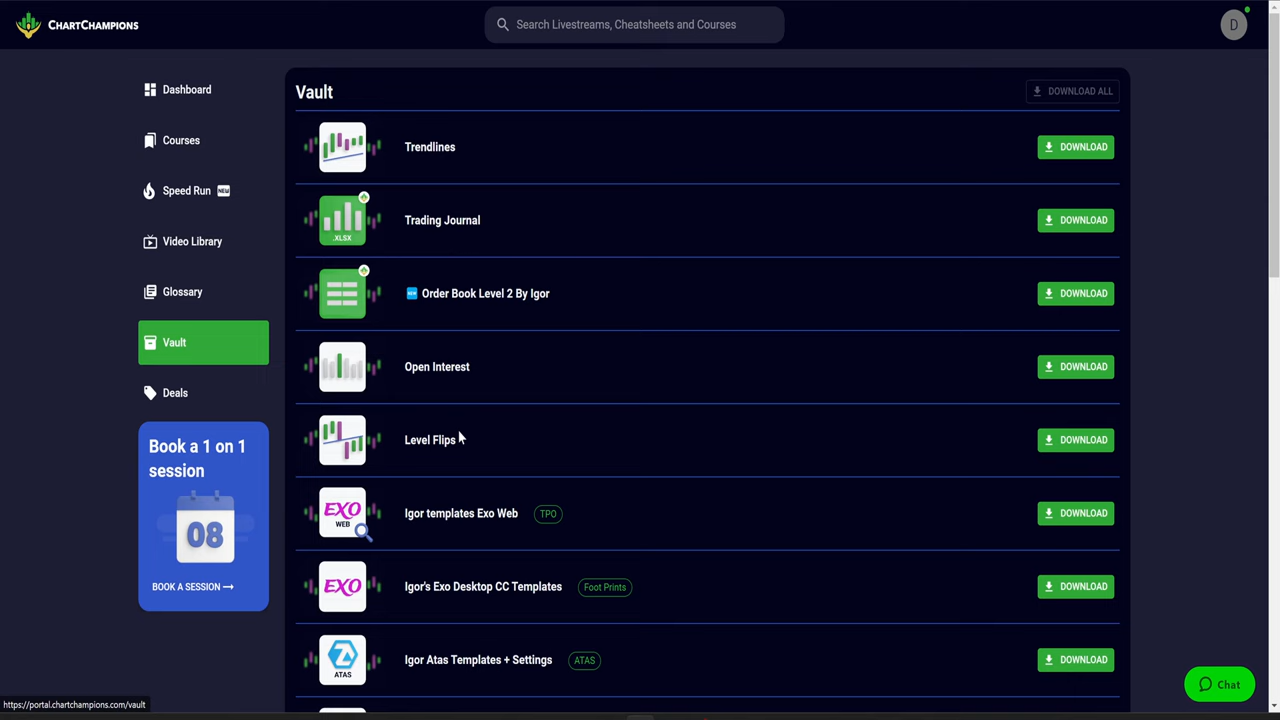 CHARTCHAMPIONS
Search Livestreams, Cheatsheets and Courses
D
Dashboard
Courses
Speed Run NEW
Video Library
Glossary
Vault
Deals
Book a 1 on 1
session
08
BOOK A SESSION →
Vault
DOWNLOAD ALL
Trendlines
DOWNLOAD
.XLSX
Trading Journal
DOWNLOAD
NEW Order Book Level 2 By Igor
DOWNLOAD
Open Interest
DOWNLOAD
Level Flips
DOWNLOAD
EXO
WEB
Igor templates Exo Web TPO
DOWNLOAD
EXO
Igor's Exo Desktop CC Templates Foot Prints
DOWNLOAD
ATAS
Igor Atas Templates + Settings ATAS
DOWNLOAD
Chat
https://portal.chartchampions.com/vault